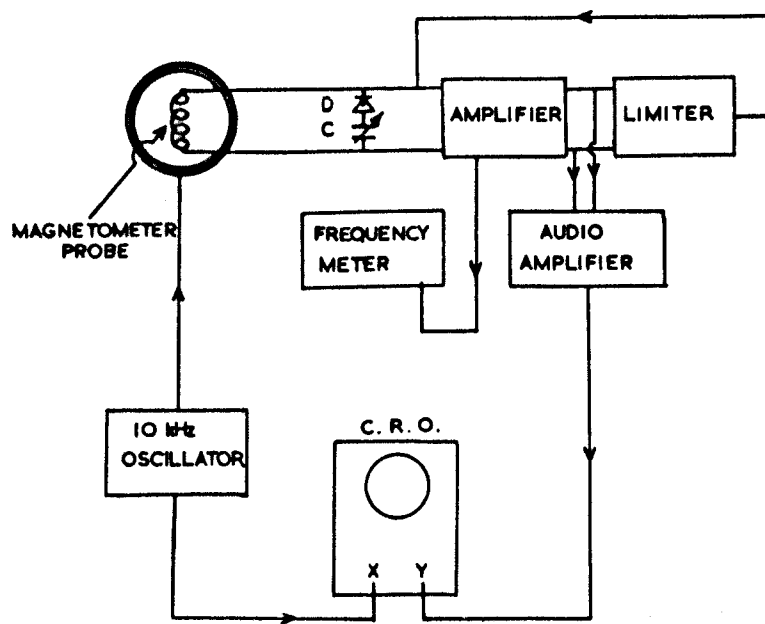 D
C
AMPLIFIER
LIMITER
MAGNETOMETER
PROBE
FREQUENCY
METER
AUDIO
AMPLIFIER
10 kHz
OSCILLATOR
C. R. O.
X Y